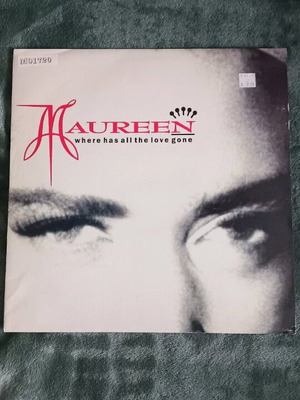 M01720
MAUREEN
where has all the love gone